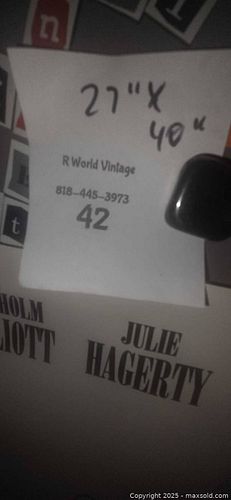 n
27" X
40"
R World Vintage
818-445-3973
42
t
HOLM
LIOTT
JULIE
HAGERTY
Copyright © 2025 - maxsold.com